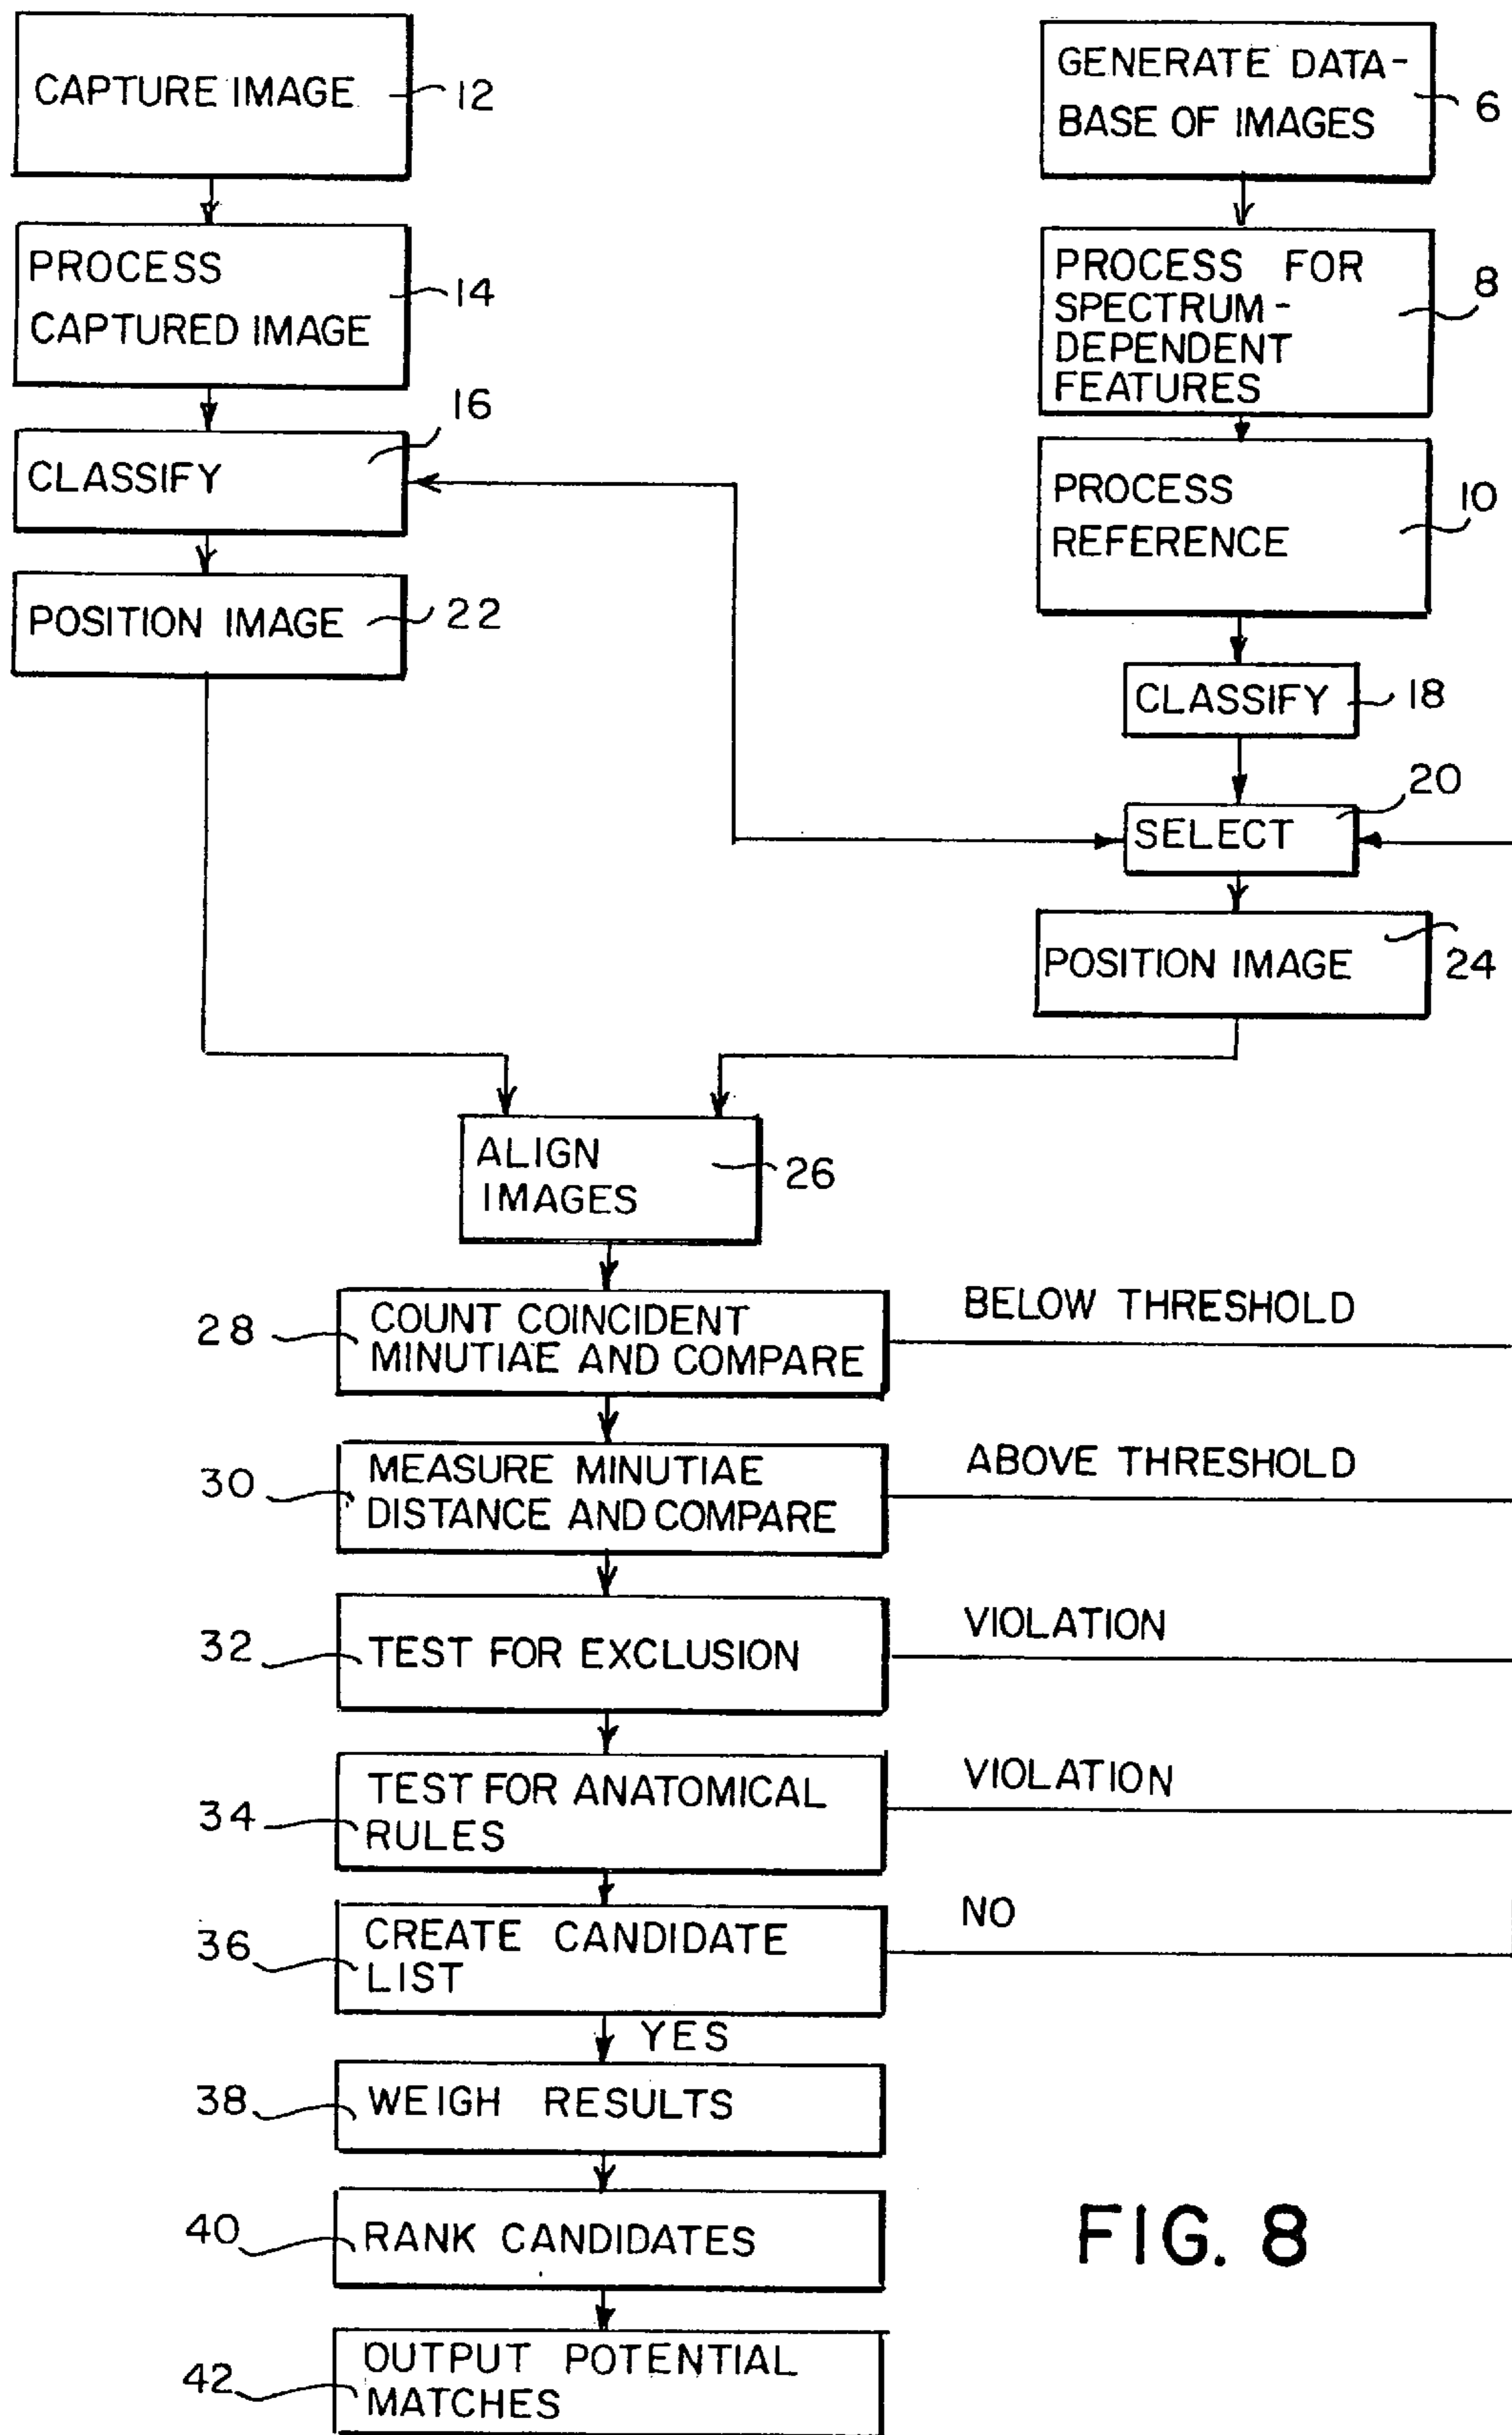 CAPTURE IMAGE
12
PROCESS
CAPTURED IMAGE
14
16
CLASSIFY
POSITION IMAGE
22
GENERATE DATA-
BASE OF IMAGES
6
PROCESS FOR
SPECTRUM-
DEPENDENT
FEATURES
8
PROCESS
REFERENCE
10
CLASSIFY
18
20
SELECT
POSITION IMAGE
24
ALIGN
IMAGES
26
28
COUNT COINCIDENT
MINUTIAE AND COMPARE
BELOW THRESHOLD
30
MEASURE MINUTIAE
DISTANCE AND COMPARE
ABOVE THRESHOLD
32
TEST FOR EXCLUSION
VIOLATION
34
TEST FOR ANATOMICAL
RULES
VIOLATION
36
CREATE CANDIDATE
LIST
NO
YES
38
WEIGH RESULTS
40
RANK CANDIDATES
42
OUTPUT POTENTIAL
MATCHES
FIG. 8